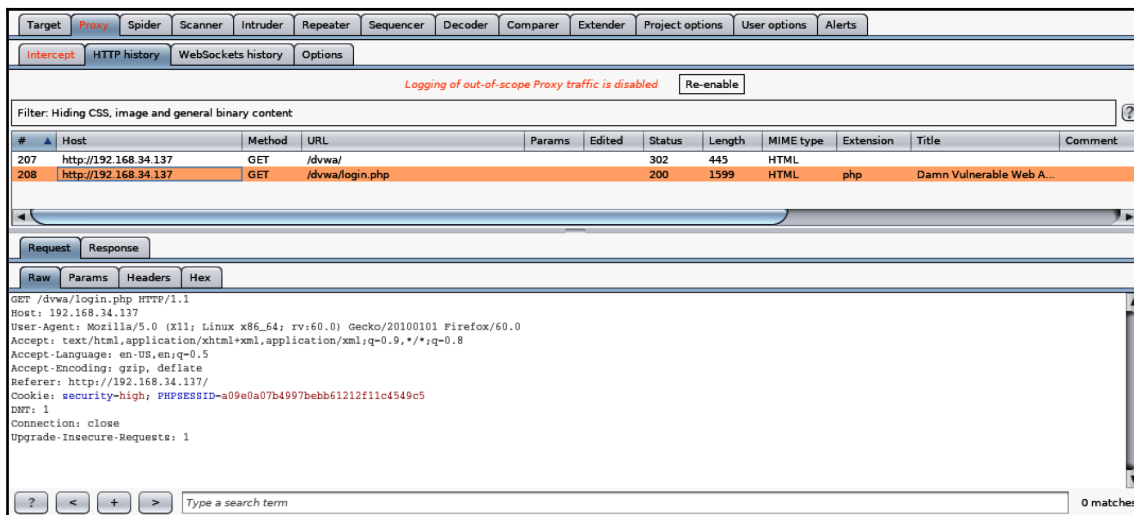 Target Proxy Spider Scanner Intruder Repeater Sequencer Decoder Comparer Extender Project options User options Alerts
Intercept HTTP history WebSockets history Options
Logging of out-of-scope Proxy traffic is disabled Re-enable
Filter: Hiding CSS, image and general binary content ?
# Host Method URL Params Edited Status Length MIME type Extension Title Comment
207 http://192.168.34.137 GET /dvwa/ 302 445 HTML
208 http://192.168.34.137 GET /dvwa/login.php 200 1599 HTML php Damn Vulnerable Web A...
Request Response
Raw Params Headers Hex
GET /dvwa/login.php HTTP/1.1
Host: 192.168.34.137
User-Agent: Mozilla/5.0 (X11; Linux x86_64; rv:60.0) Gecko/20100101 Firefox/60.0
Accept: text/html,application/xhtml+xml,application/xml;q=0.9,*/*;q=0.8
Accept-Language: en-US,en;q=0.5
Accept-Encoding: gzip, deflate
Referer: http://192.168.34.137/
Cookie: security=high; PHPSESSID=a09e0a07b4997bebb61212f11c4549c5
DNT: 1
Connection: close
Upgrade-Insecure-Requests: 1
? < + > Type a search term 0 matches